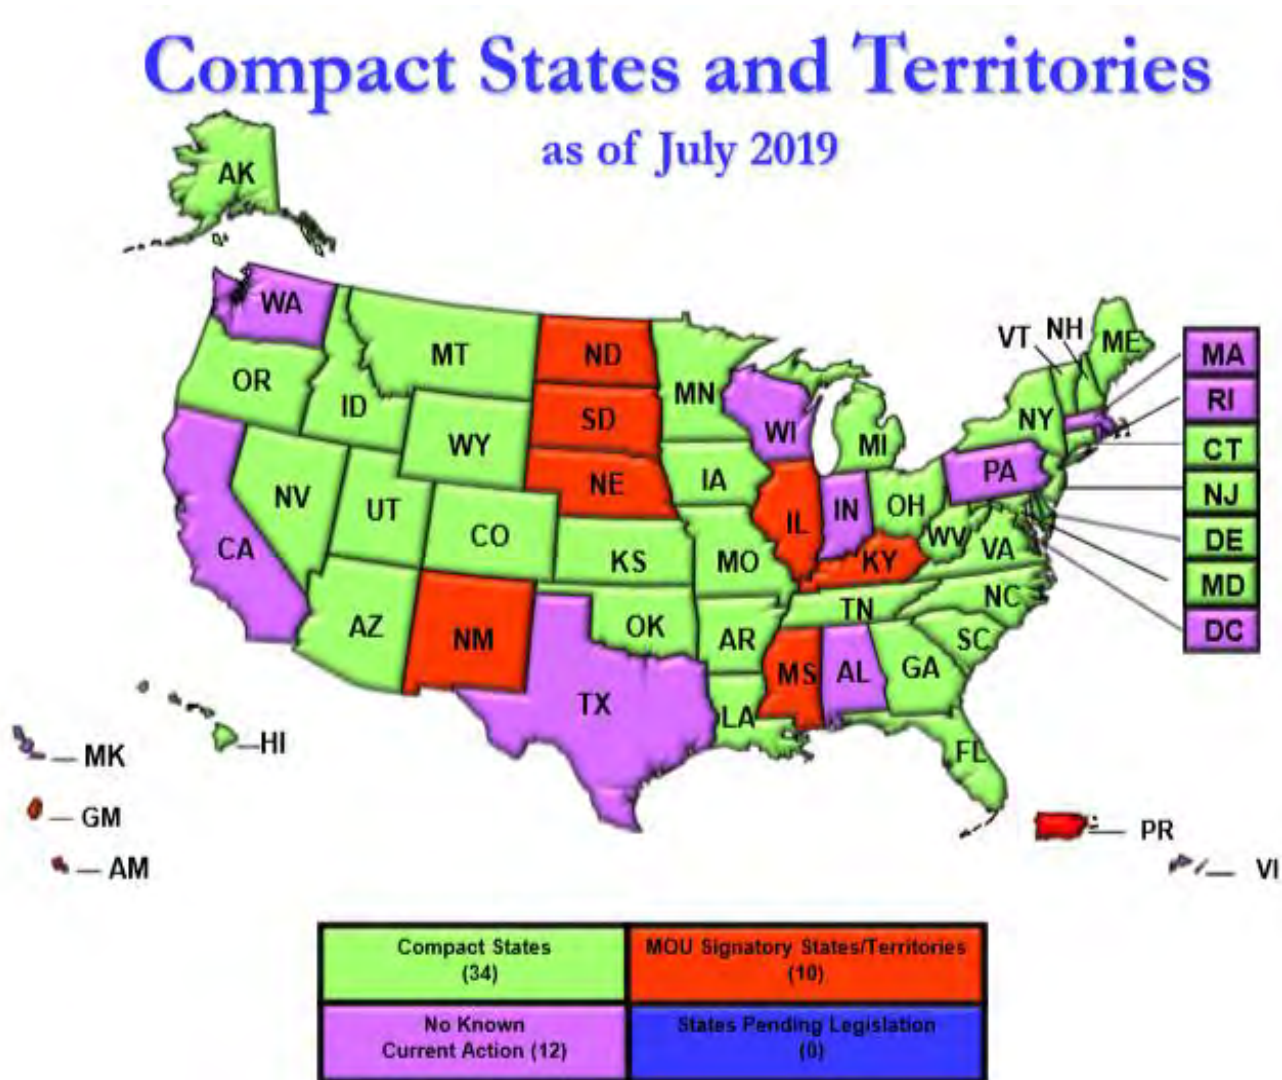 Compact States and Territories
as of July 2019
AK
WA
MT
ND
MN
VT
NH
ME
MA
OR
ID
SD
WI
NY
RI
WY
MI
CT
NV
UT
NE
IA
PA
NJ
CO
IL
IN
OH
DE
CA
KS
MO
KY
WV
VA
MD
AZ
NM
OK
AR
TN
NC
DC
TX
LA
MS
AL
GA
SC
FL
HI
MK
GM
AM
PR
VI
Compact States
(34)
MOU Signatory States/Territories
(10)
No Known
Current Action (12)
States Pending Legislation
(0)